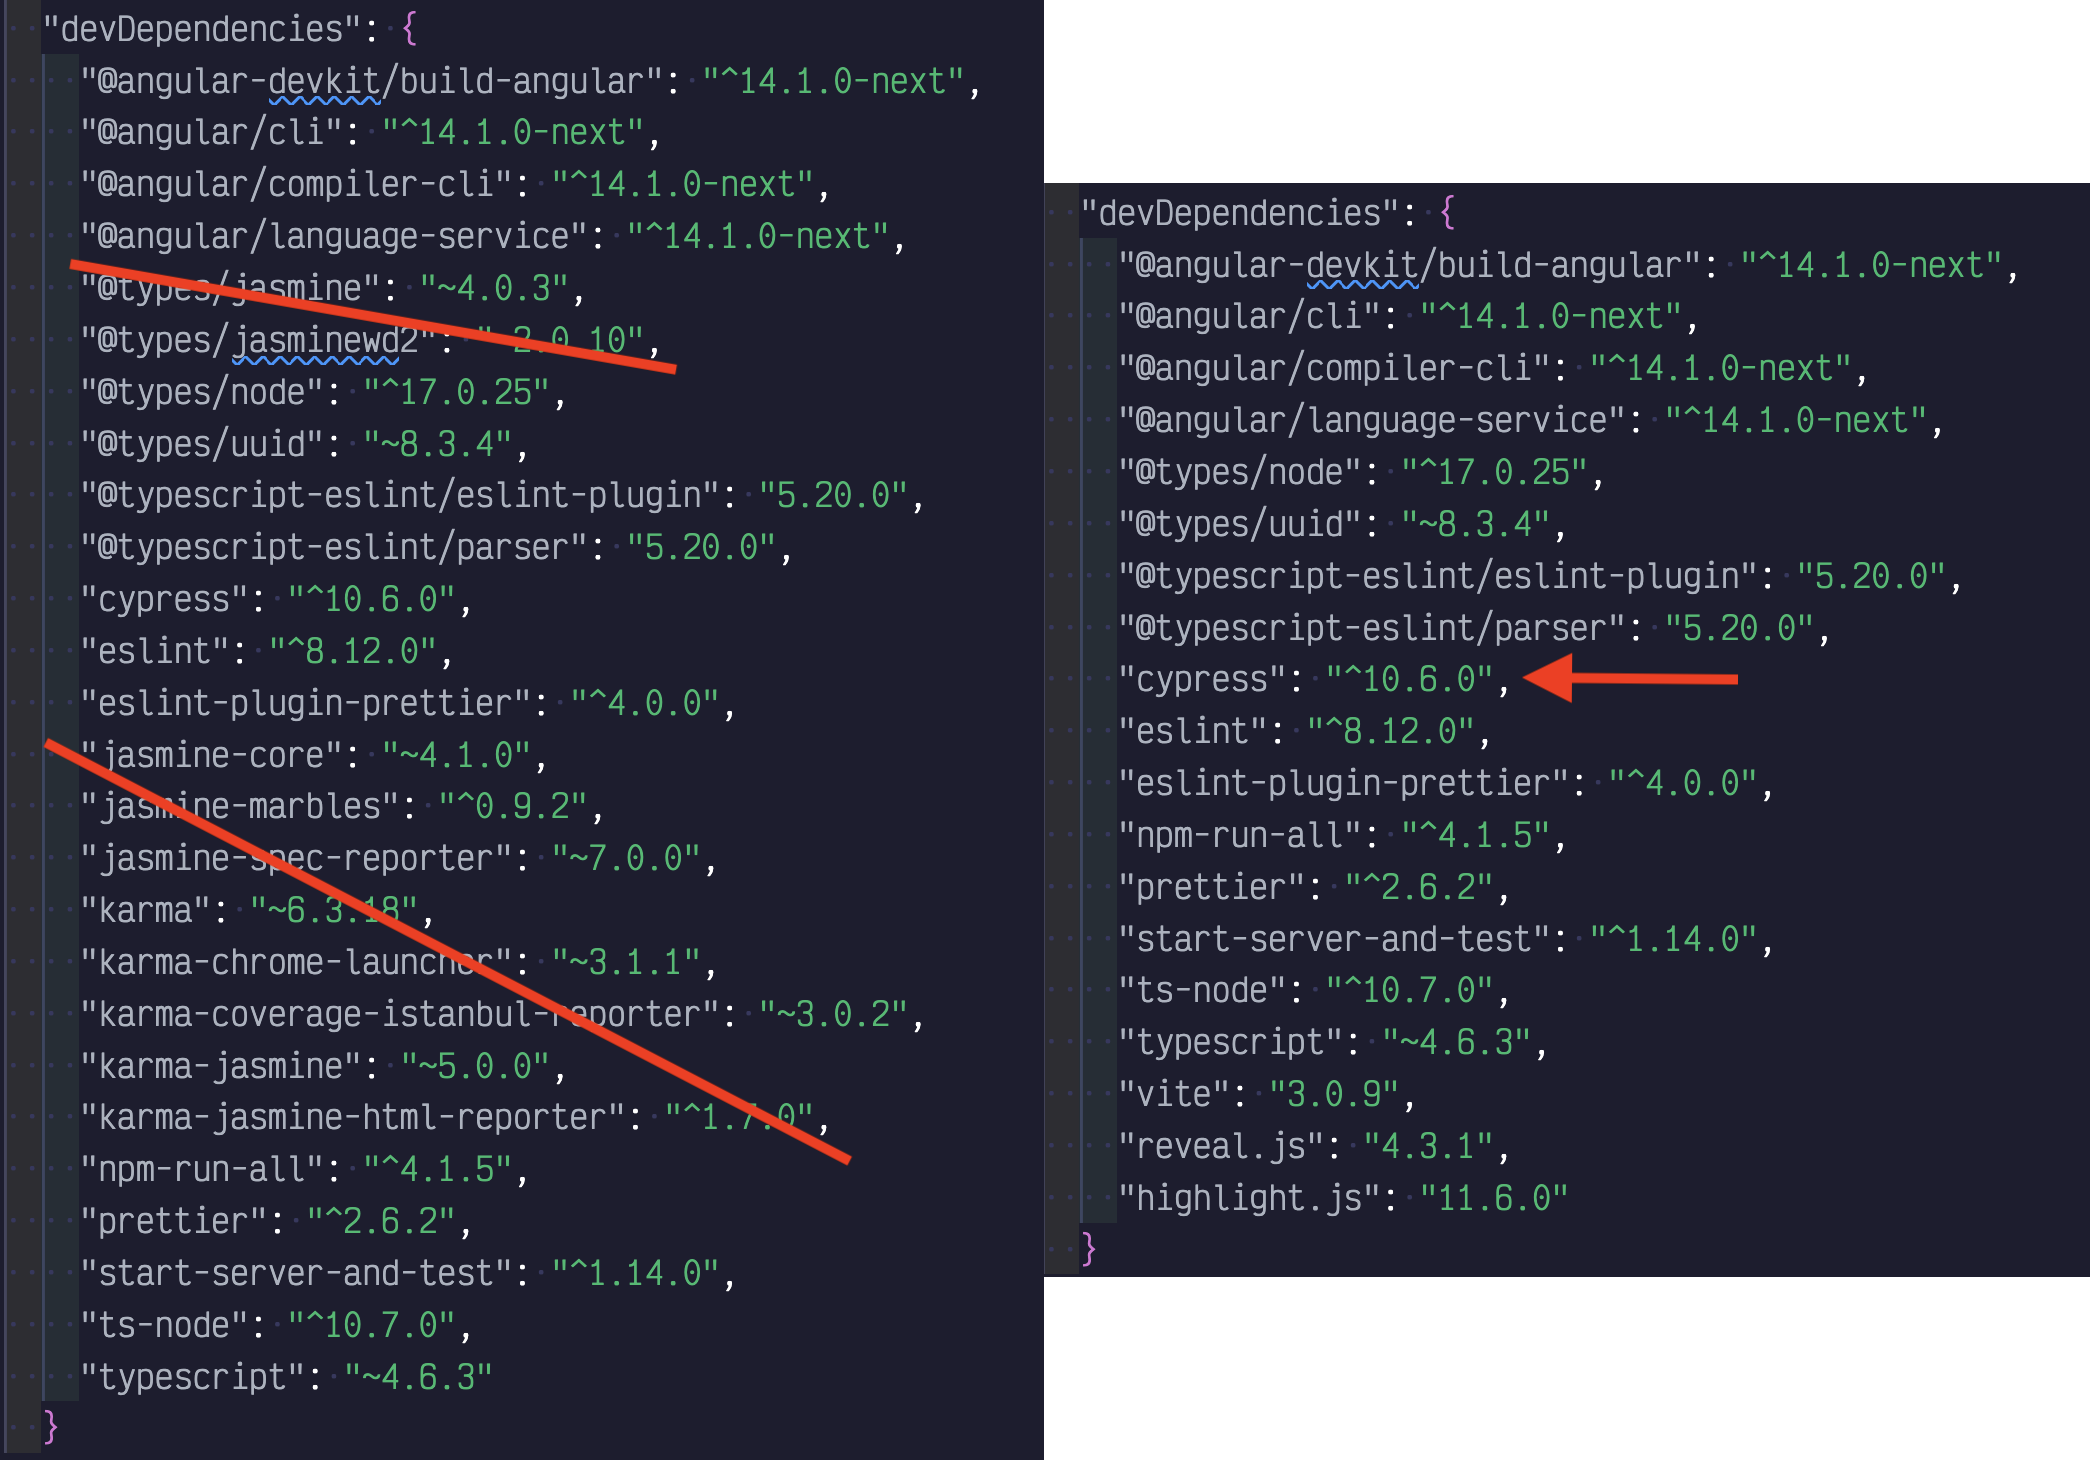 "devDependencies": {
"@angular-devkit/build-angular": "^14.1.0-next",
"@angular/cli": "^14.1.0-next",
"@angular/compiler-cli": "^14.1.0-next",
"@angular/language-service": "^14.1.0-next",
"@types/jasmine": "~4.0.3",
"@types/jasminewd2": "~2.0.10",
"@types/node": "^17.0.25",
"@types/uuid": "~8.3.4",
"@typescript-eslint/eslint-plugin": "5.20.0",
"@typescript-eslint/parser": "5.20.0",
"cypress": "^10.6.0",
"eslint": "^8.12.0",
"eslint-plugin-prettier": "^4.0.0",
"jasmine-core": "~4.1.0",
"jasmine-marbles": "^0.9.2",
"jasmine-spec-reporter": "~7.0.0",
"karma": "~6.3.18",
"karma-chrome-launcher": "~3.1.1",
"karma-coverage-istanbul-reporter": "~3.0.2",
"karma-jasmine": "~5.0.0",
"karma-jasmine-html-reporter": "^1.7.0",
"npm-run-all": "^4.1.5",
"prettier": "^2.6.2",
"start-server-and-test": "^1.14.0",
"ts-node": "^10.7.0",
"typescript": "~4.6.3"
}
"devDependencies": {
"@angular-devkit/build-angular": "^14.1.0-next",
"@angular/cli": "^14.1.0-next",
"@angular/compiler-cli": "^14.1.0-next",
"@angular/language-service": "^14.1.0-next",
"@types/node": "^17.0.25",
"@types/uuid": "~8.3.4",
"@typescript-eslint/eslint-plugin": "5.20.0",
"@typescript-eslint/parser": "5.20.0",
"cypress": "^10.6.0",
"eslint": "^8.12.0",
"eslint-plugin-prettier": "^4.0.0",
"npm-run-all": "^4.1.5",
"prettier": "^2.6.2",
"start-server-and-test": "^1.14.0",
"ts-node": "^10.7.0",
"typescript": "~4.6.3",
"vite": "3.0.9",
"reveal.js": "4.3.1",
"highlight.js": "11.6.0"
}